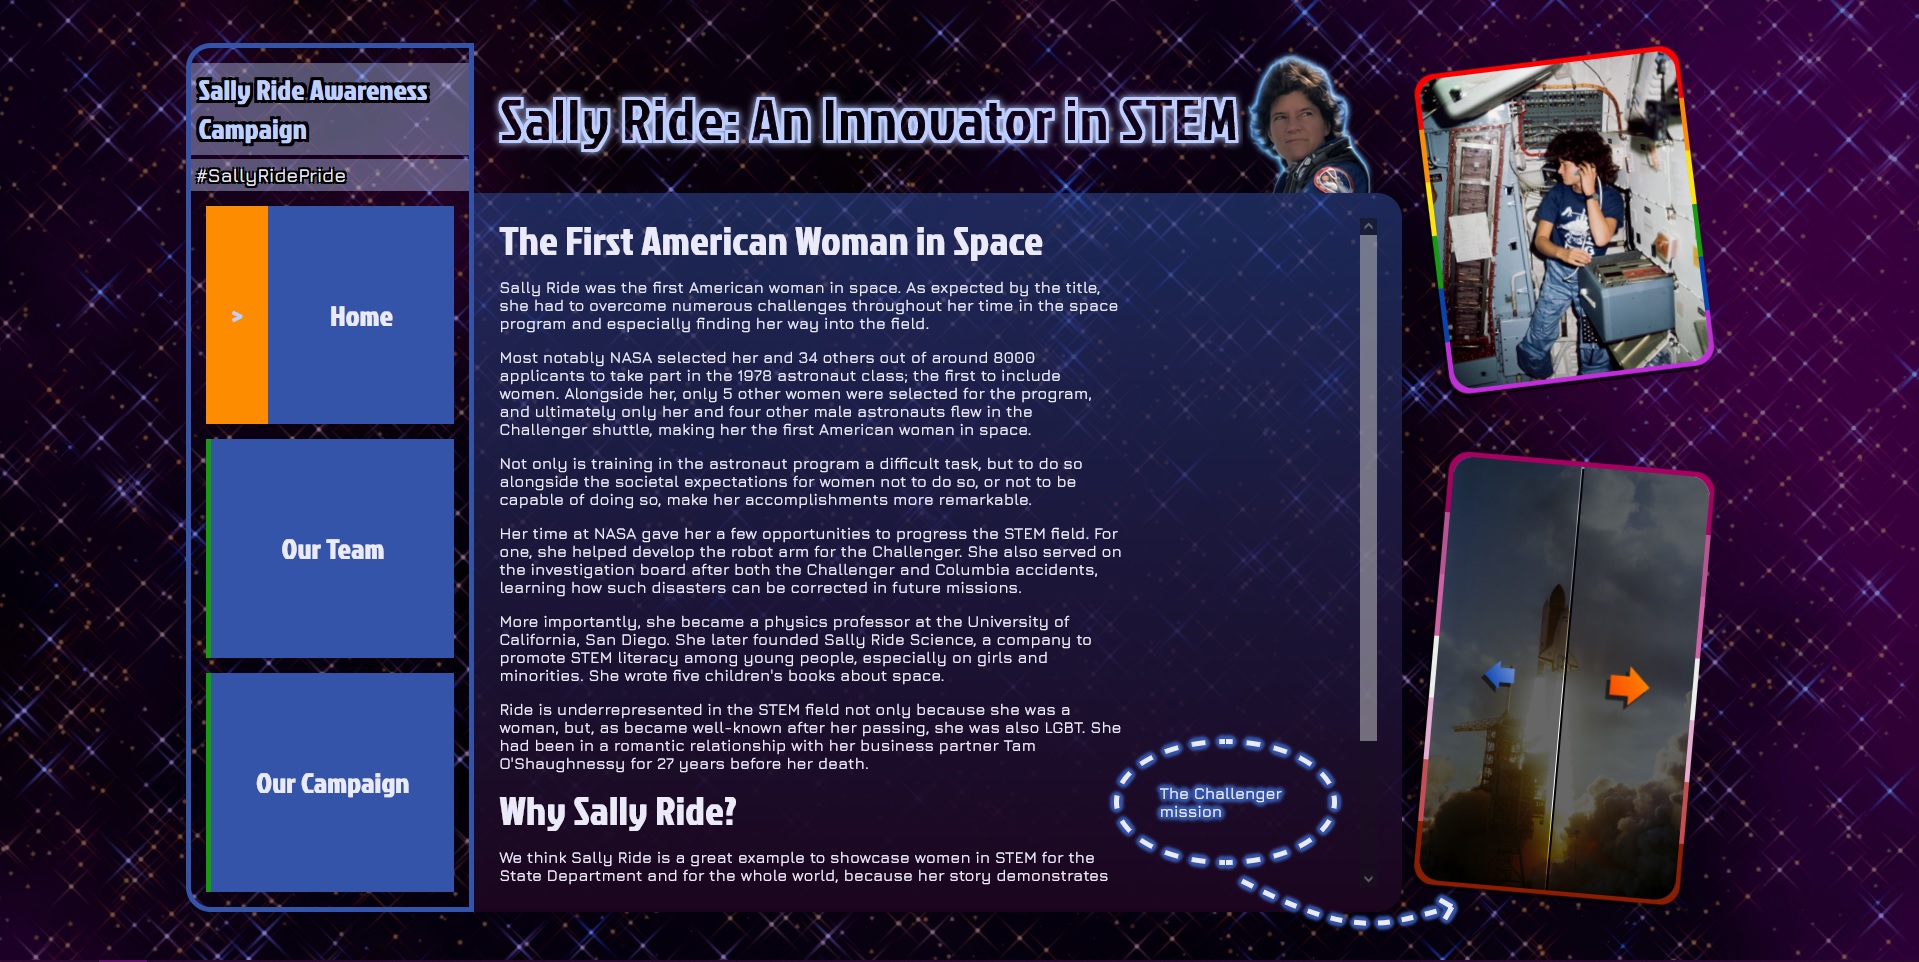 Sally Ride Awareness
Campaign
#SallyRidePride
>
Home
Our Team
Our Campaign
Sally Ride: An Innovator in STEM
The First American Woman in Space
Sally Ride was the first American woman in space. As expected by the title,
she had to overcome numerous challenges throughout her time in the space
program and especially finding her way into the field.
Most notably NASA selected her and 34 others out of around 8000
applicants to take part in the 1978 astronaut class; the first to include
women. Alongside her, only 5 other women were selected for the program,
and ultimately only her and four other male astronauts flew in the
Challenger shuttle, making her the first American woman in space.
Not only is training in the astronaut program a difficult task, but to do so
alongside the societal expectations for women not to do so, or not to be
capable of doing so, make her accomplishments more remarkable.
Her time at NASA gave her a few opportunities to progress the STEM field. For
one, she helped develop the robot arm for the Challenger. She also served on
the investigation board after both the Challenger and Columbia accidents,
learning how such disasters can be corrected in future missions.
More importantly, she became a physics professor at the University of
California, San Diego. She later founded Sally Ride Science, a company to
promote STEM literacy among young people, especially on girls and
minorities. She wrote five children's books about space.
Ride is underrepresented in the STEM field not only because she was a
woman, but, as became well-known after her passing, she was also LGBT. She
had been in a romantic relationship with her business partner Tam
O'Shaughnessy for 27 years before her death.
Why Sally Ride?
We think Sally Ride is a great example to showcase women in STEM for the
State Department and for the whole world, because her story demonstrates
The Challenger
mission